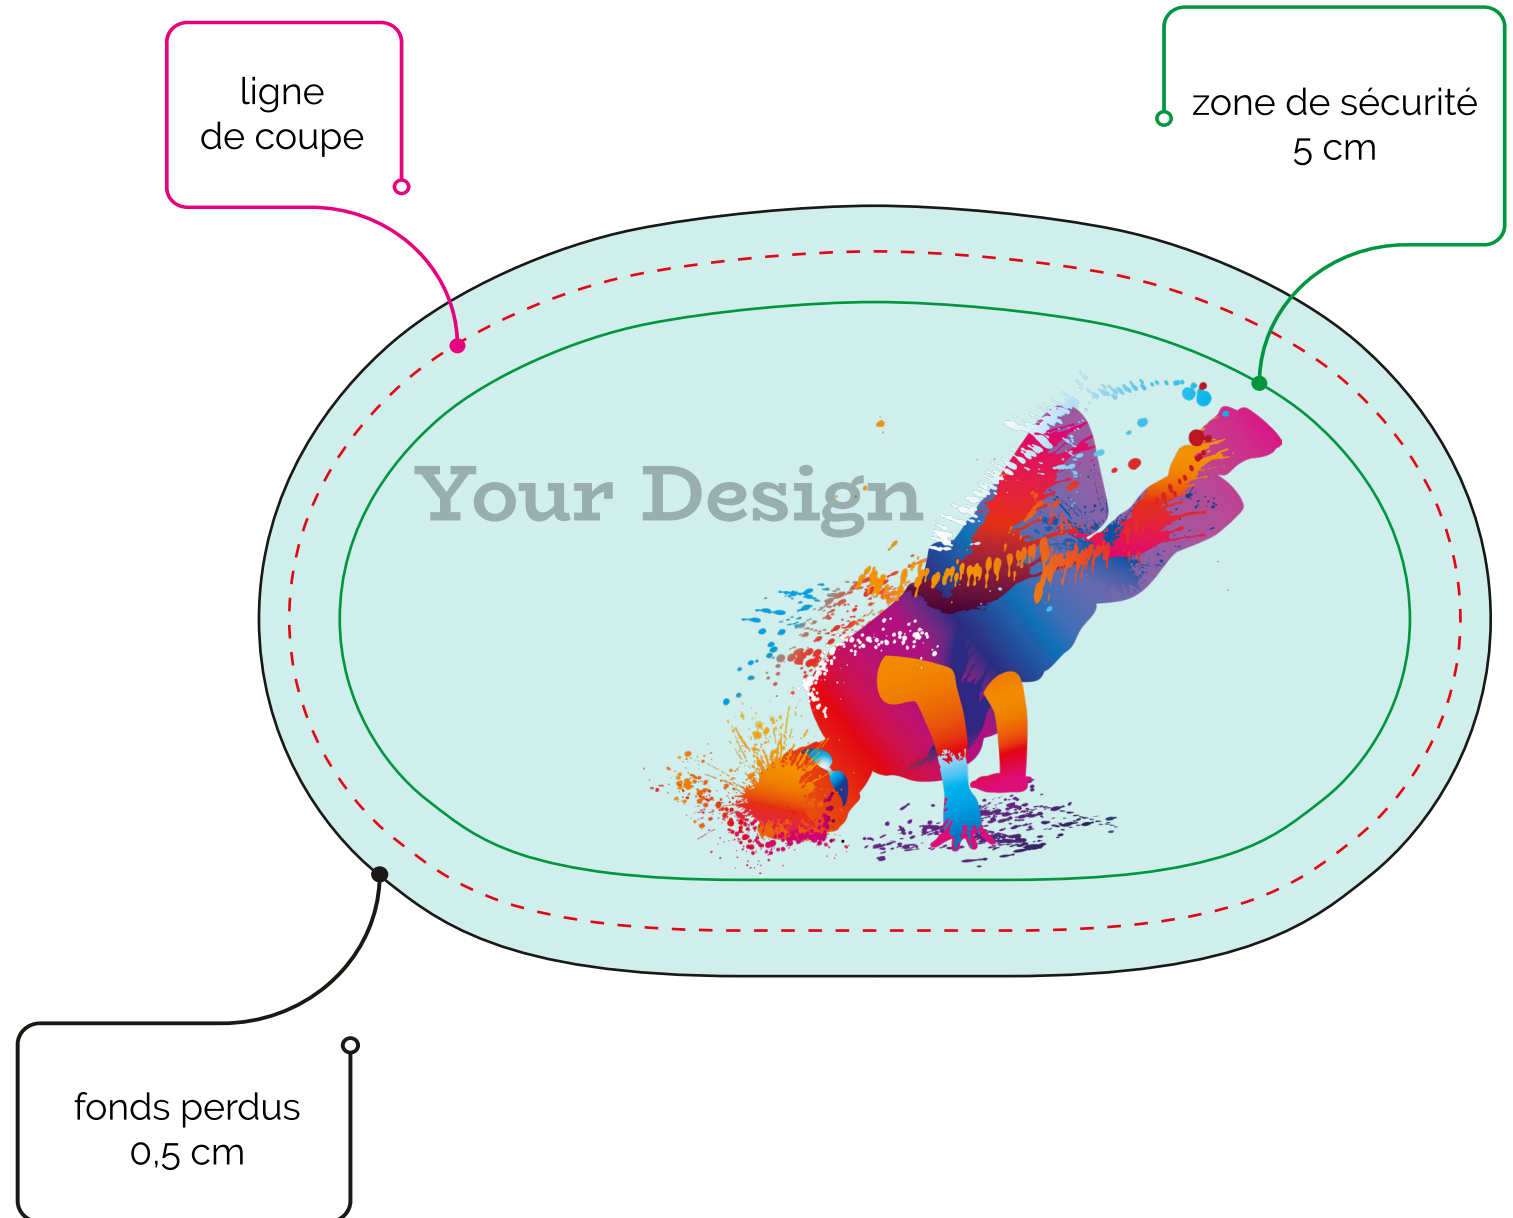 ligne
de coupe
zone de sécurité
5 cm
Your Design
fonds perdus
0,5 cm